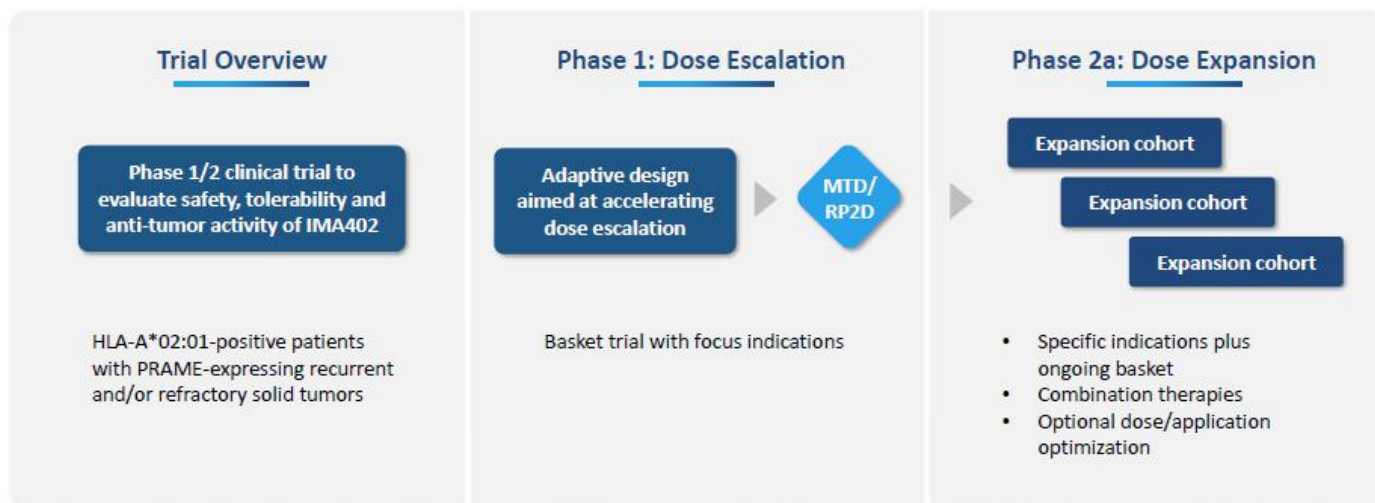 Trial Overview
Phase 1/2 clinical trial to
evaluate safety, tolerability and
anti-tumor activity of IMA402
HLA-A*02:01-positive patients
with PRAME-expressing recurrent
and/or refractory solid tumors
Phase 1: Dose Escalation
Adaptive design
aimed at accelerating
dose escalation
MTD/
RP2D
Basket trial with focus indications
Phase 2a: Dose Expansion
Expansion cohort
Expansion cohort
Expansion cohort
• Specific indications plus
ongoing basket
• Combination therapies
• Optional dose/application
optimization